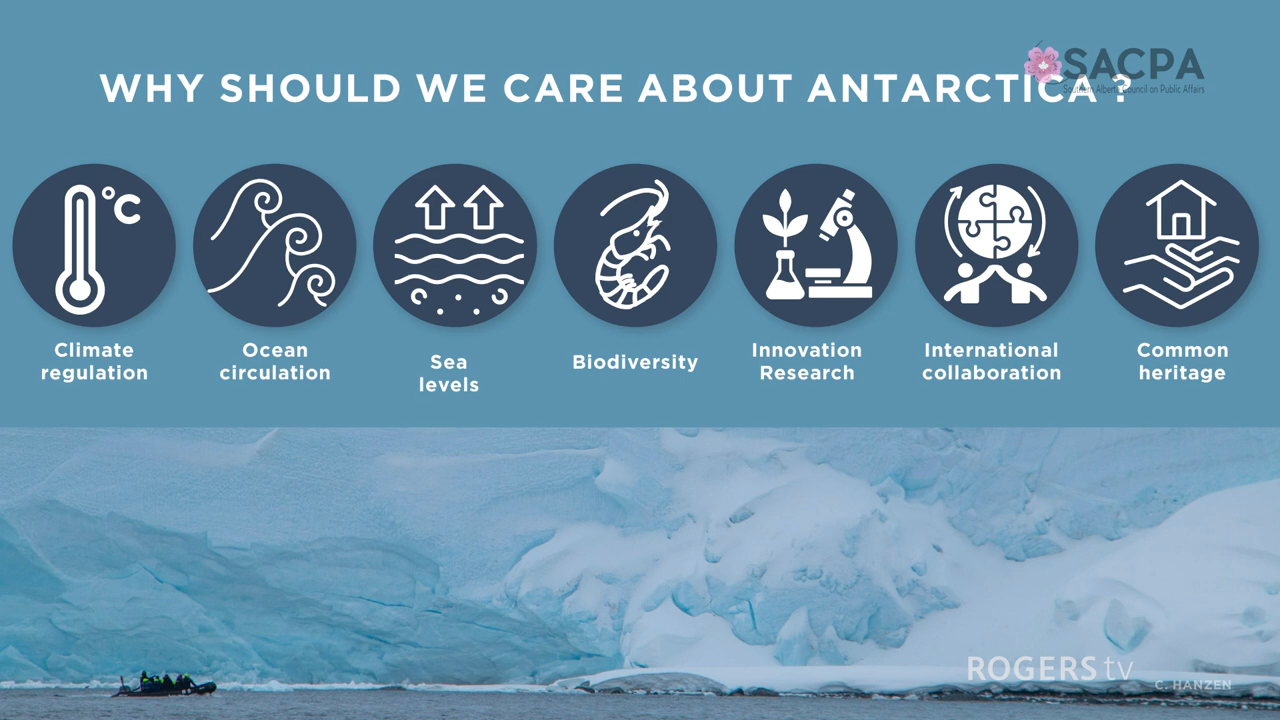 WHY SHOULD WE CARE ABOUT ANTARCTICA ?
SACPA
Southern Alberta Council on Public Affairs
°C
Climate
regulation
Ocean
circulation
Sea
levels
Biodiversity
Innovation
Research
International
collaboration
Common
heritage
ROGERS tv
C. HANZEN